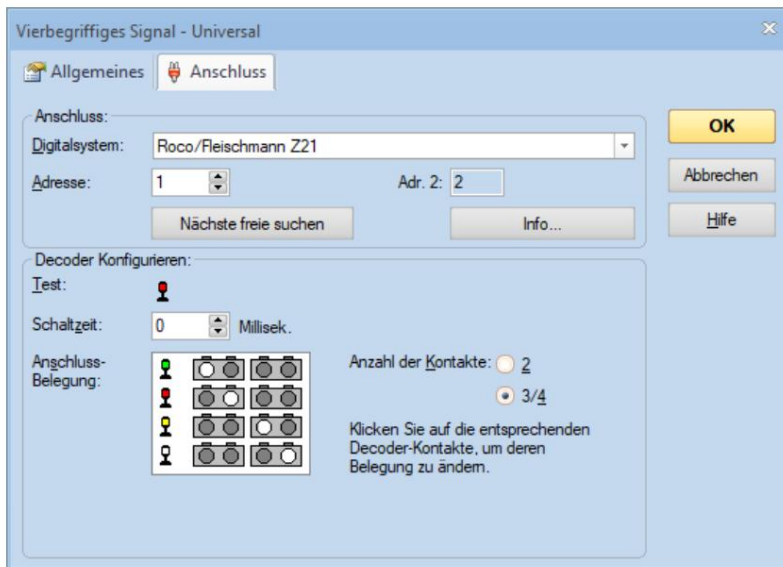 Vierbegriffiges Signal - Universal
Allgemeines
Anschluss
Anschluss:
Digitalsystem:
Roco/Fleischmann Z21
Adresse:
1
Adr. 2:
2
Nächste freie suchen
Info...
OK
Abbrechen
Hilfe
Decoder Konfigurieren:
Test:
Schaltzeit:
0
Millisek.
Anschluss-
Belegung:
Anzahl der Kontakte:
2
3/4
Klicken Sie auf die entsprechenden
Decoder-Kontakte, um deren
Belegung zu ändern.